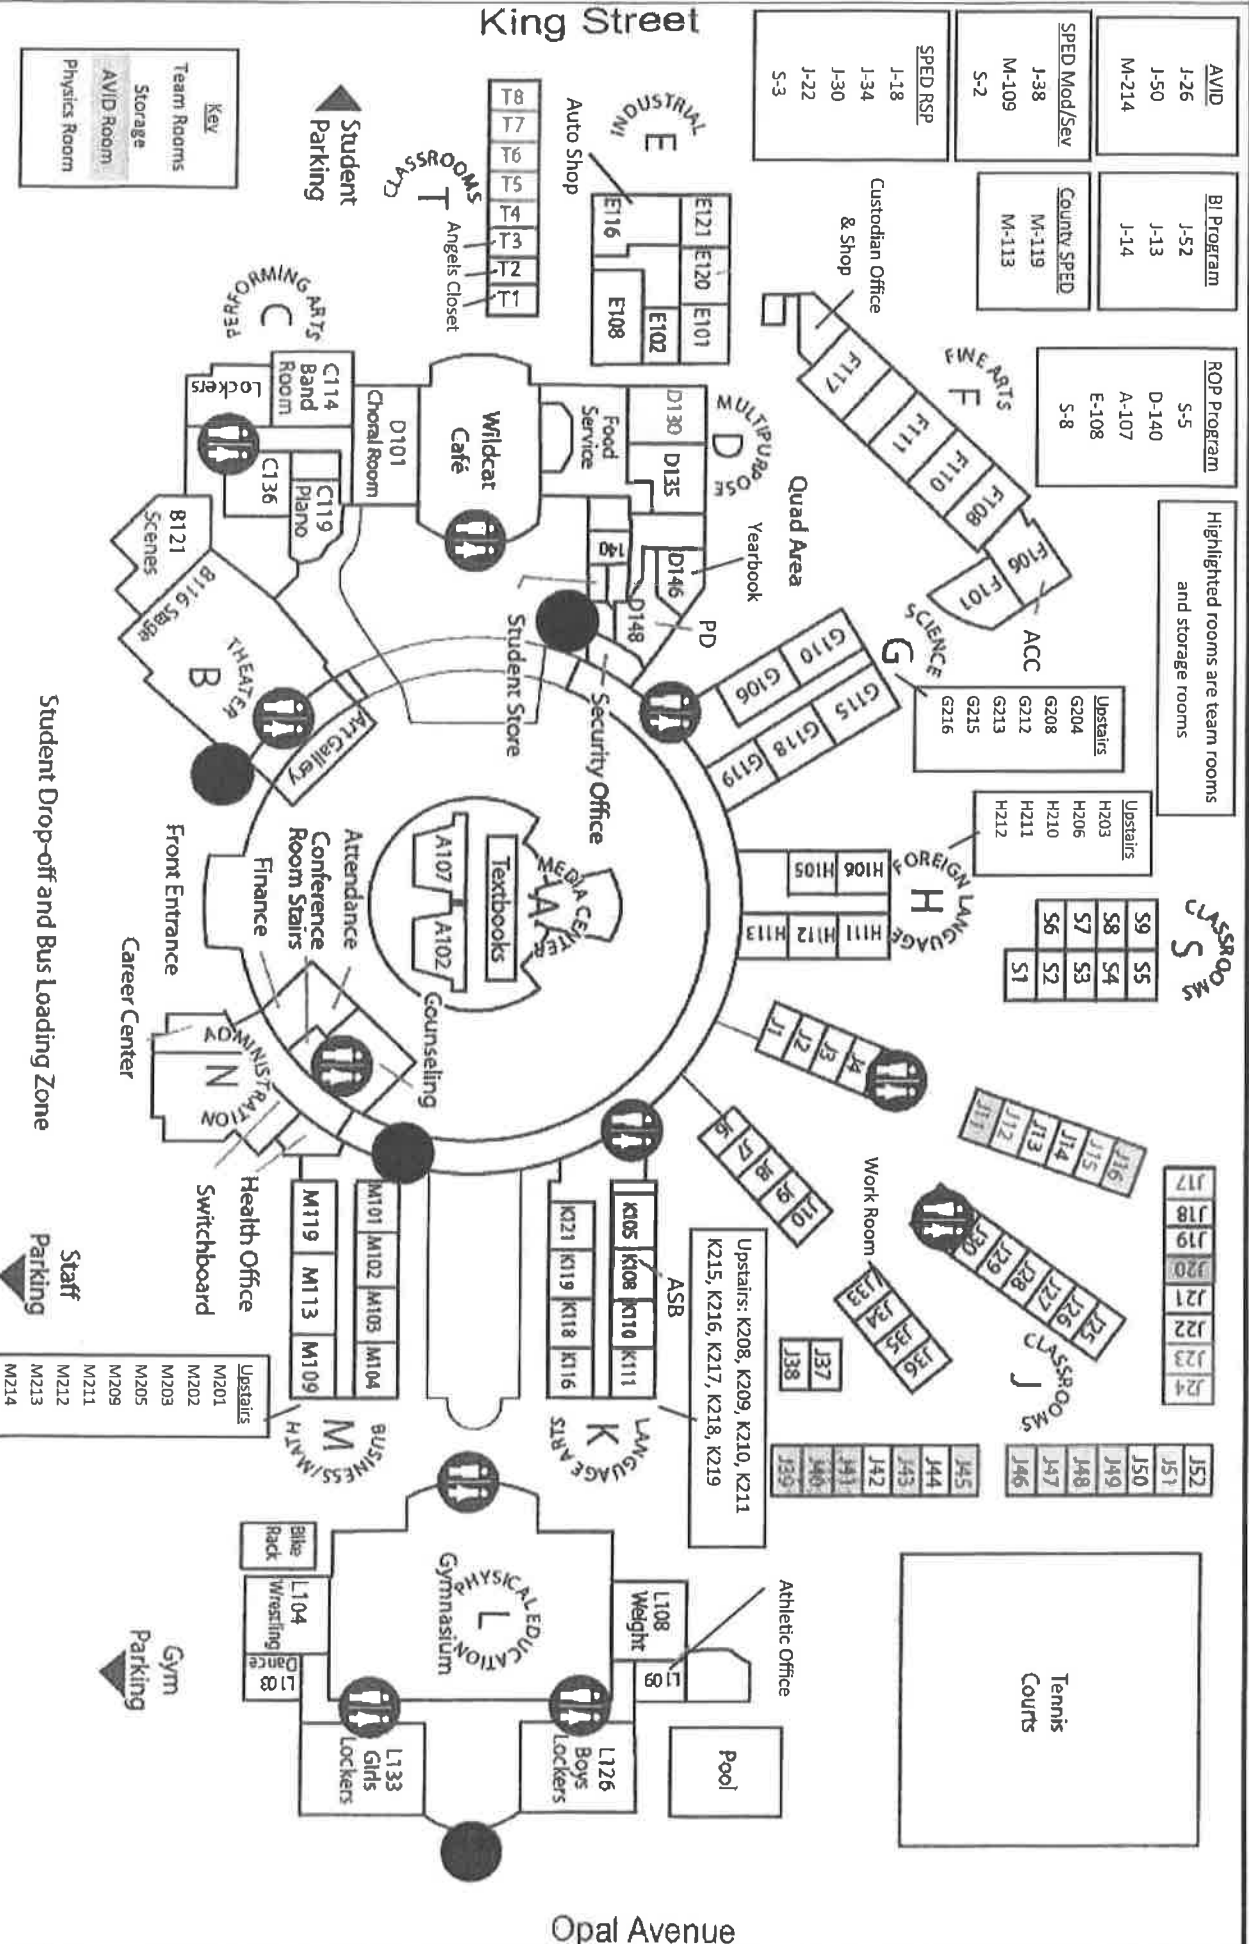 King Street
AVID
J-26
J-50
M-214
SPED Mod/Sev
J-38
M-109
S-2
SPED RSP
J-18
J-34
J-30
J-22
S-3
BI Program
J-52
J-13
J-14
County SPED
M-119
M-113
ROP Program
S-5
D-140
A-107
E-108
S-8
Highlighted rooms are team rooms
and storage rooms
Key
Team Rooms
Storage
AVID Room
Physics Room
Student
Parking
CLASSROOMS
T
T8
T7
T6
T5
T4
T3
T2
T1
Angels Closet
INDUSTRIAL
E
Auto Shop
E116
E121
E120
E101
E108
E102
Custodian Office
& Shop
FINE ARTS
F
F117
F111
F110
F108
F106
F101
ACC
PERFORMING ARTS
C
Lockers
C114
Band
Room
C136
C119
Piano
D101
Choral Room
Wildcat
Café
Food
Service
MULTIPURPOSE
D
D130
D135
140
D146
D148
Yearbook
PD
Quad Area
Student Store
Security Office
B121
Scenes
B116 Stage
THEATER
B
Art Gallery
SCIENCE
G
G110
G106
G115
G118
G119
Upstairs
G204
G208
G212
G213
G215
G216
Upstairs
H203
H206
H210
H211
H212
FOREIGN LANGUAGE
H
H106
H105
H111
H112
H113
CLASSROOMS
S
S9
S8
S7
S6
S5
S4
S3
S2
S1
MEDIA CENTER
A
Textbooks
A107
A102
Attendance
Conference
Room Stairs
Finance
Front Entrance
Career Center
Counseling
ADMINISTRATION
N
Switchboard
Health Office
Student Drop-off and Bus Loading Zone
Staff
Parking
J1
J2
J3
J4
J6
J7
J8
J9
J10
J11
J12
J13
J14
J15
J16
J17
J18
J19
J20
J21
J22
J23
J24
J30
J29
J28
J27
J26
J25
Work Room
J33
J34
J35
J36
J37
J38
CLASSROOMS
J
J39
J40
J41
J42
J43
J44
J45
J46
J47
J48
J49
J50
J51
J52
M101
M102
M103
M104
M119
M113
M109
BUSINESS/MATH
M
Upstairs
M201
M202
M203
M205
M209
M211
M212
M213
M214
K105
K108
K110
K111
K121
K119
K118
K116
ASB
LANGUAGE ARTS
K
Upstairs: K208, K209, K210, K211
K215, K216, K217, K218, K219
Bike
Rack
L104
Wrestling
L103
Dance
PHYSICAL EDUCATION
L
Gymnasium
L108
Weight
L109
Athletic Office
L133
Girls
Lockers
L126
Boys
Lockers
Pool
Tennis
Courts
Gym
Parking
Opal Avenue